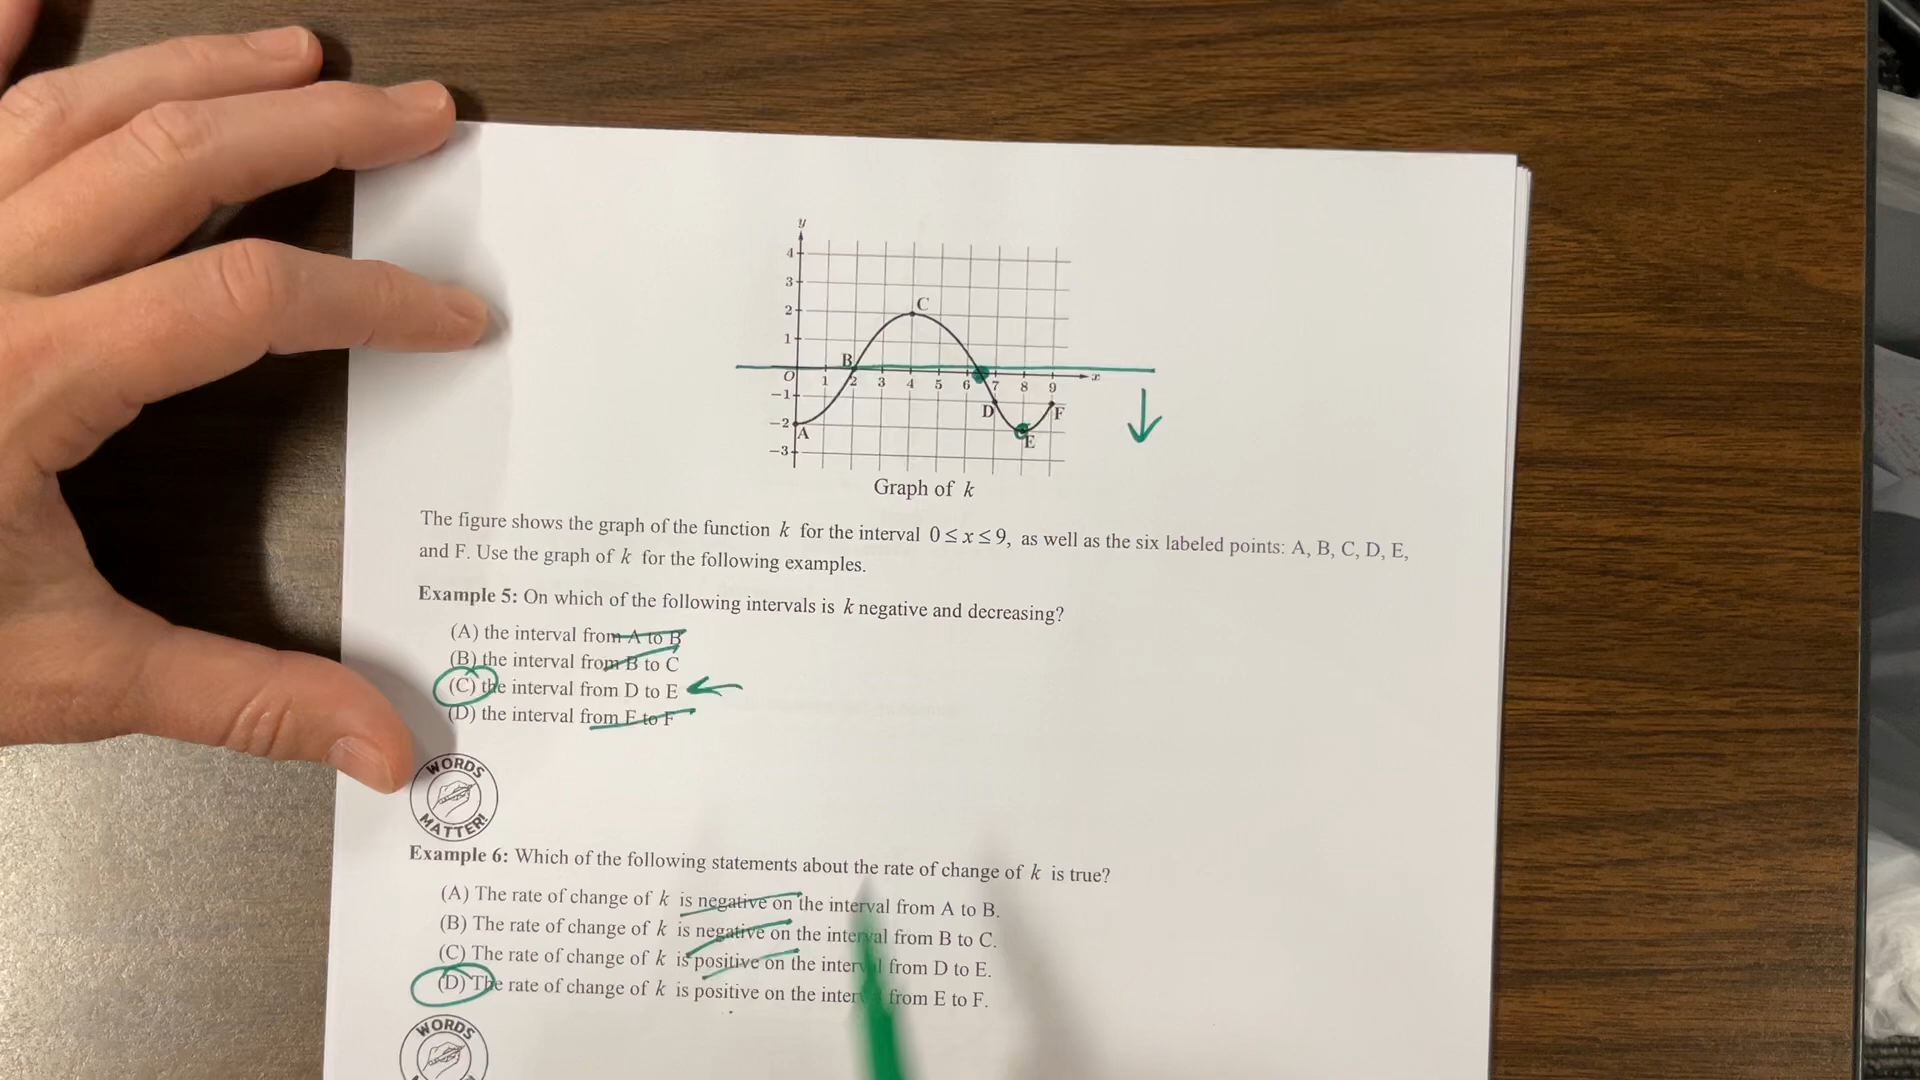 y
4
3
2
1
O
-1
-2
-3
1 2 3 4 5 6 7 8 9 x
A
B
C
D
E
F
Graph of k
The figure shows the graph of the function k for the interval 0 ≤ x ≤ 9, as well as the six labeled points: A, B, C, D, E,
and F. Use the graph of k for the following examples.
Example 5: On which of the following intervals is k negative and decreasing?
(A) the interval from A to B
(B) the interval from B to C
(C) the interval from D to E
(D) the interval from E to F
WORDS
MATTER!
Example 6: Which of the following statements about the rate of change of k is true?
(A) The rate of change of k is negative on the interval from A to B.
(B) The rate of change of k is negative on the interval from B to C.
(C) The rate of change of k is positive on the interval from D to E.
(D) The rate of change of k is positive on the interval from E to F.
WORDS